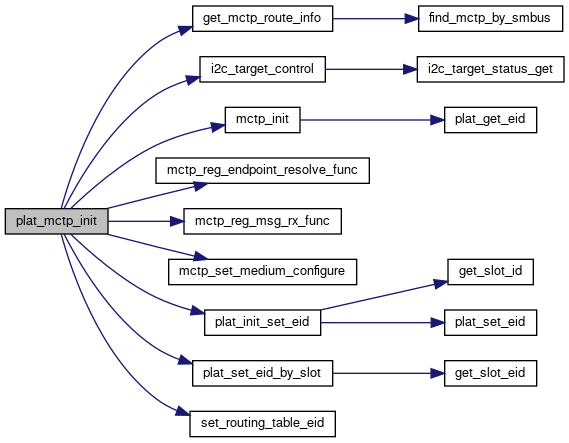 plat_mctp_init
get_mctp_route_info
find_mctp_by_smbus
i2c_target_control
i2c_target_status_get
mctp_init
plat_get_eid
mctp_reg_endpoint_resolve_func
mctp_reg_msg_rx_func
mctp_set_medium_configure
plat_init_set_eid
get_slot_id
plat_set_eid
plat_set_eid_by_slot
get_slot_eid
set_routing_table_eid